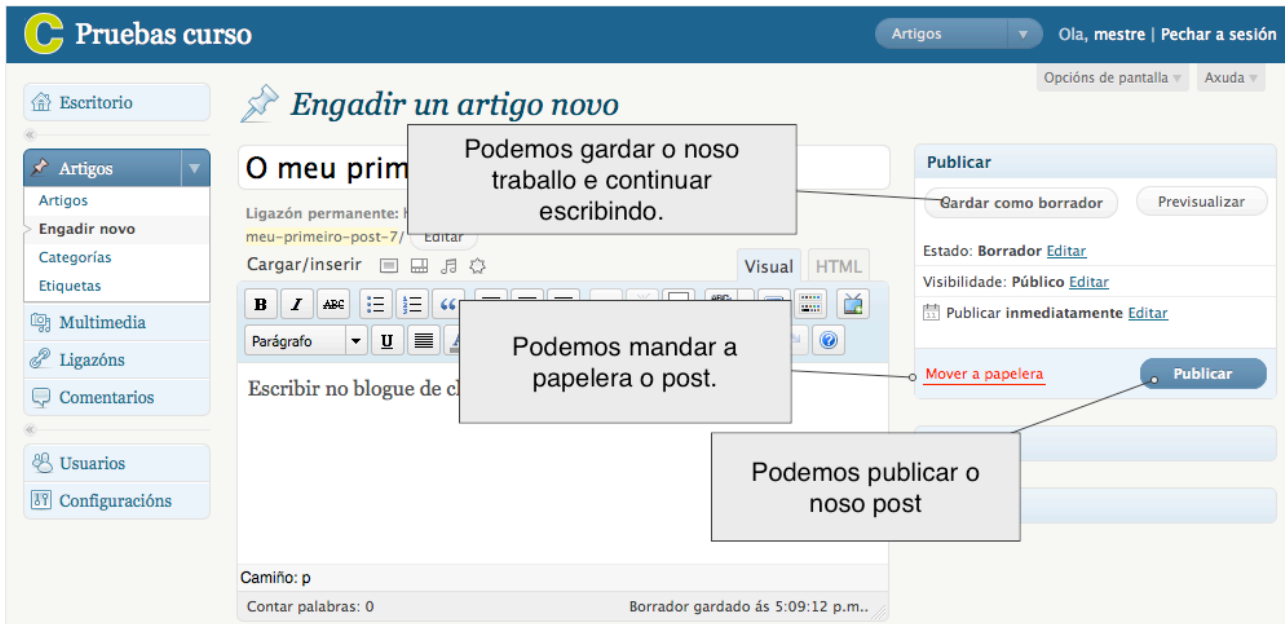 C Pruebas curso
Artigos
Ola, mestre | Pechar a sesión
Opcións de pantalla
Axuda
Escritorio
Artigos
Artigos
Engadir novo
Categorías
Etiquetas
Multimedia
Ligazóns
Comentarios
Usuarios
Configuracións
Engadir un artigo novo
O meu prim
Podemos gardar o noso
traballo e continuar
escribindo.
Ligazón permanente:
meu-primeiro-post-7/ Editar
Cargar/inserir
Visual HTML
B I ABC
Parágrafo
U
Podemos mandar a
papelera o post.
Escribir no blogue de
Camiño: p
Contar palabras: 0
Borrador gardado ás 5:09:12 p.m..
Publicar
Gardar como borrador
Previsualizar
Estado: Borrador Editar
Visibilidade: Público Editar
11 Publicar inmediatamente Editar
Mover a papelera
Publicar
Podemos publicar o
noso post